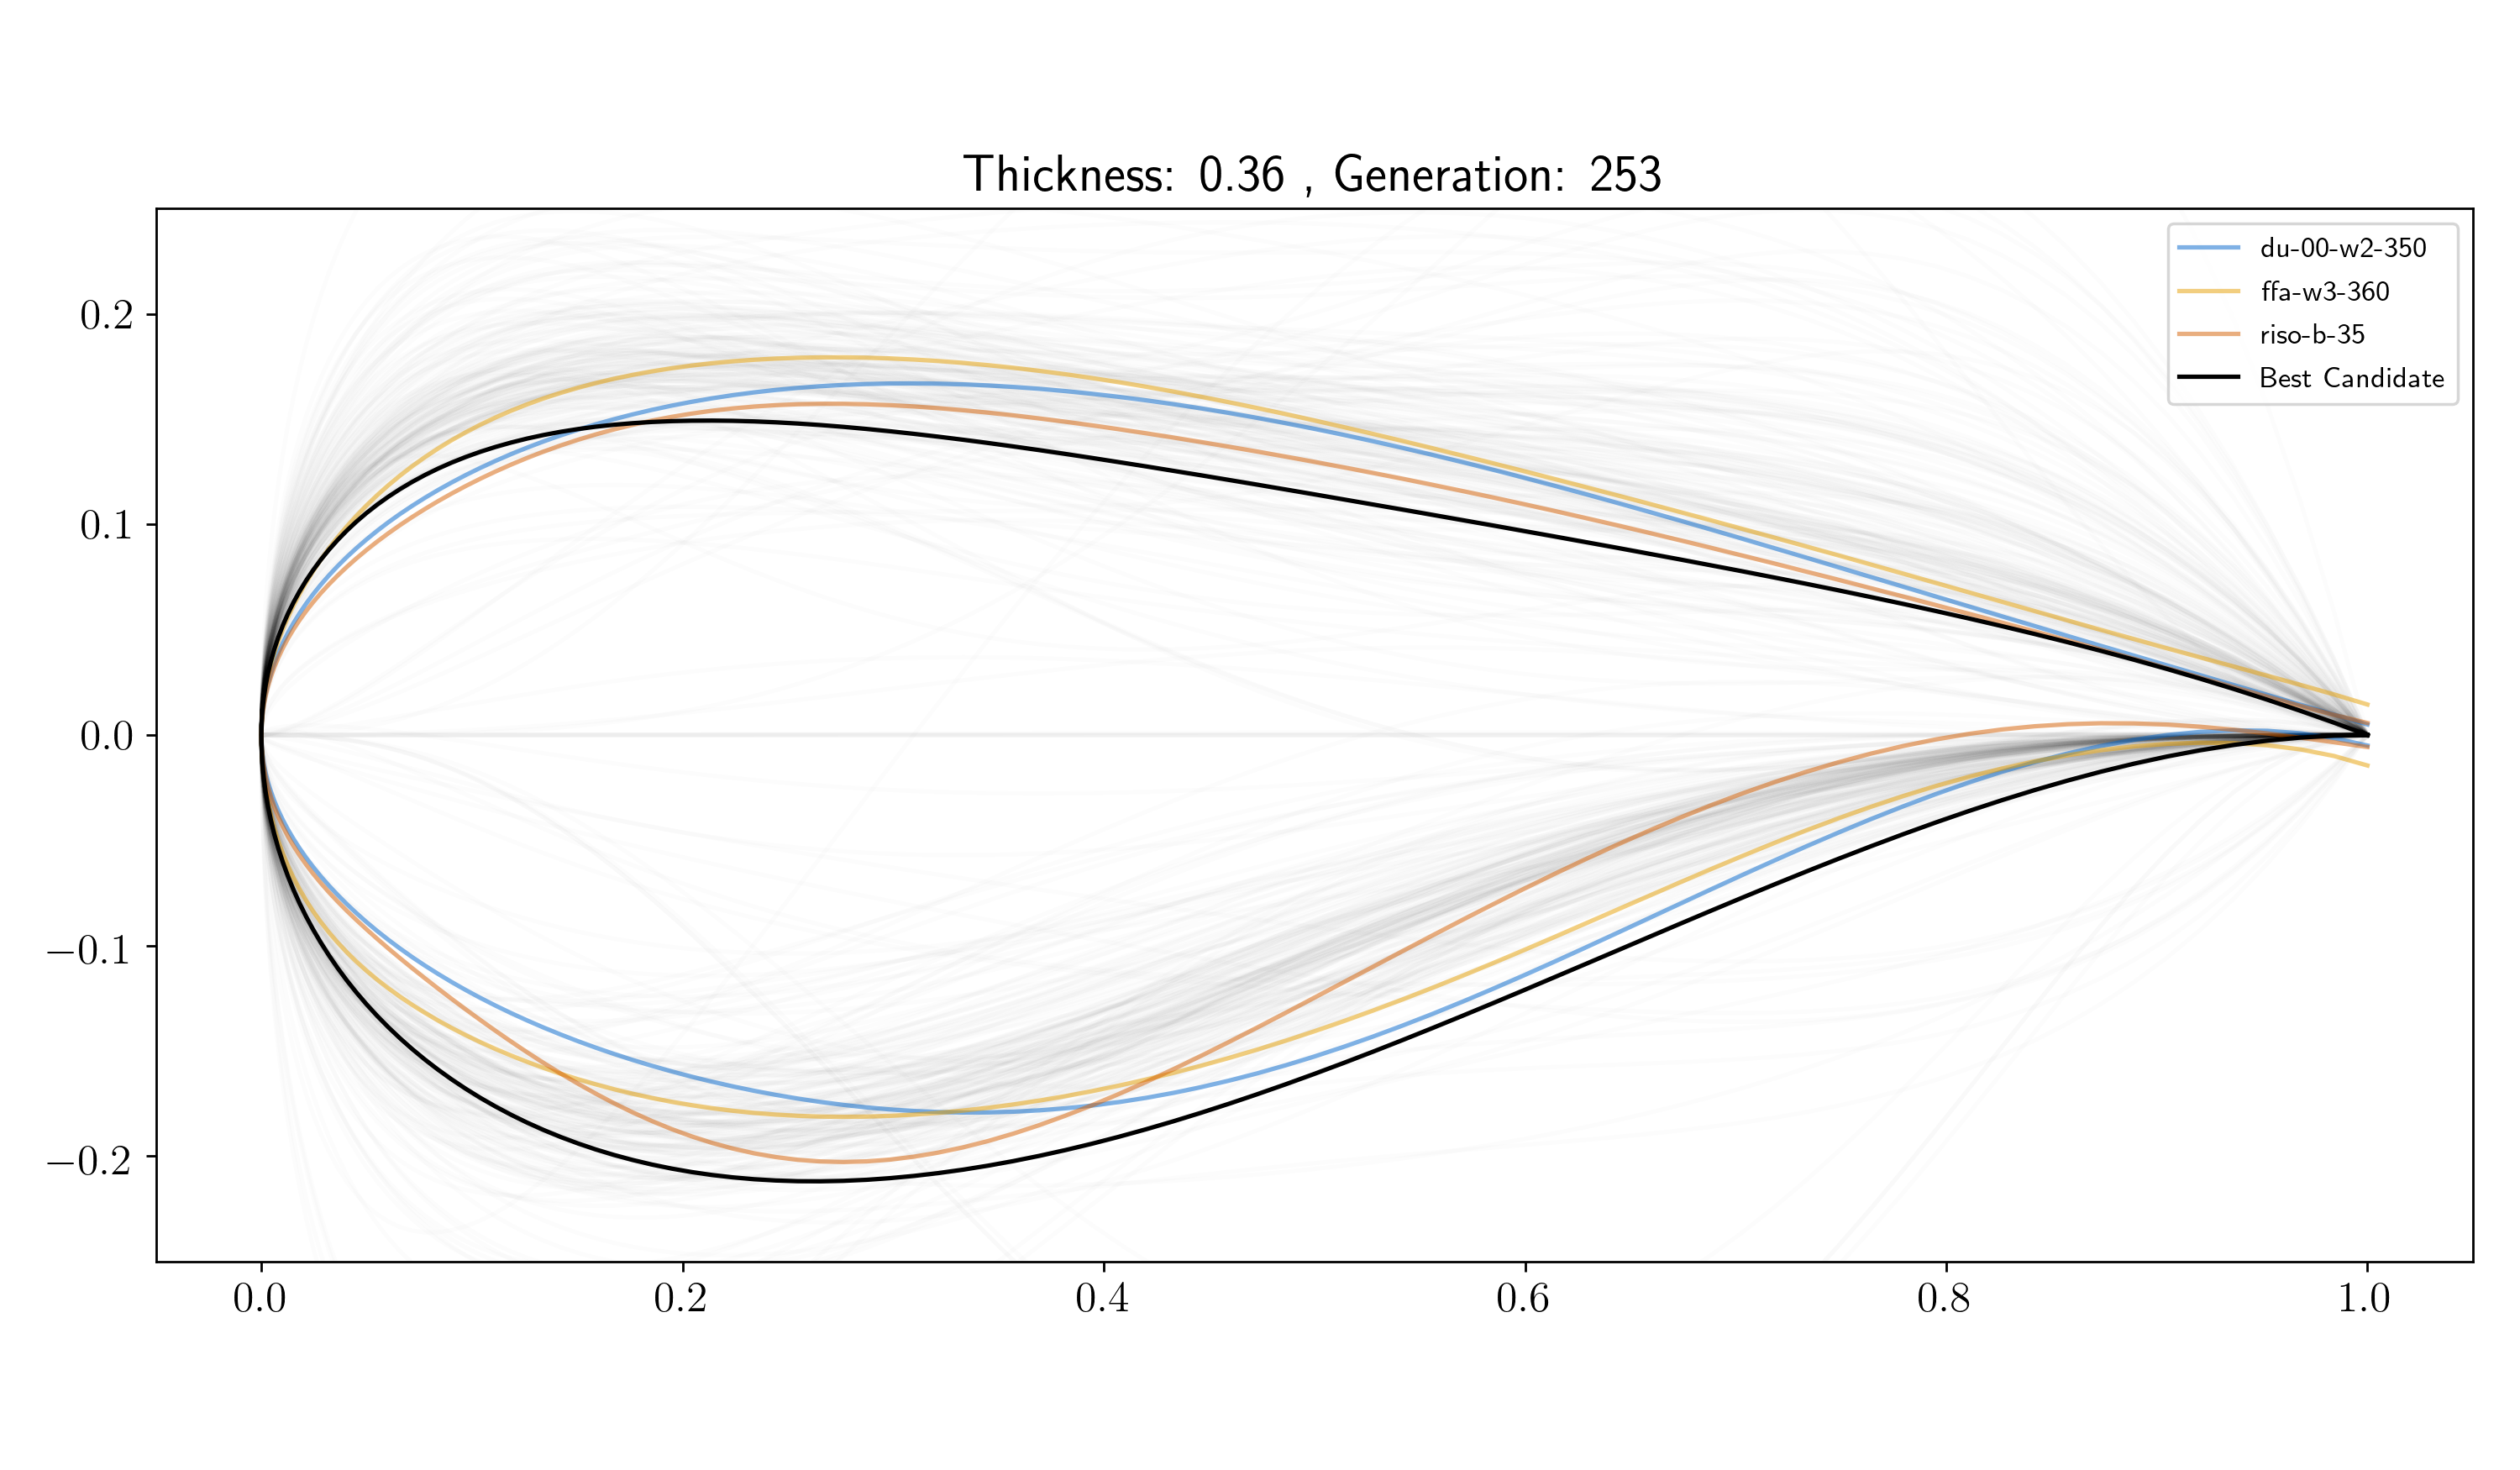 Thickness: 0.36 , Generation: 253
du-00-w2-350
ffa-w3-360
riso-b-35
Best Candidate
0.2
0.1
0.0
−0.1
−0.2
0.0 0.2 0.4 0.6 0.8 1.0